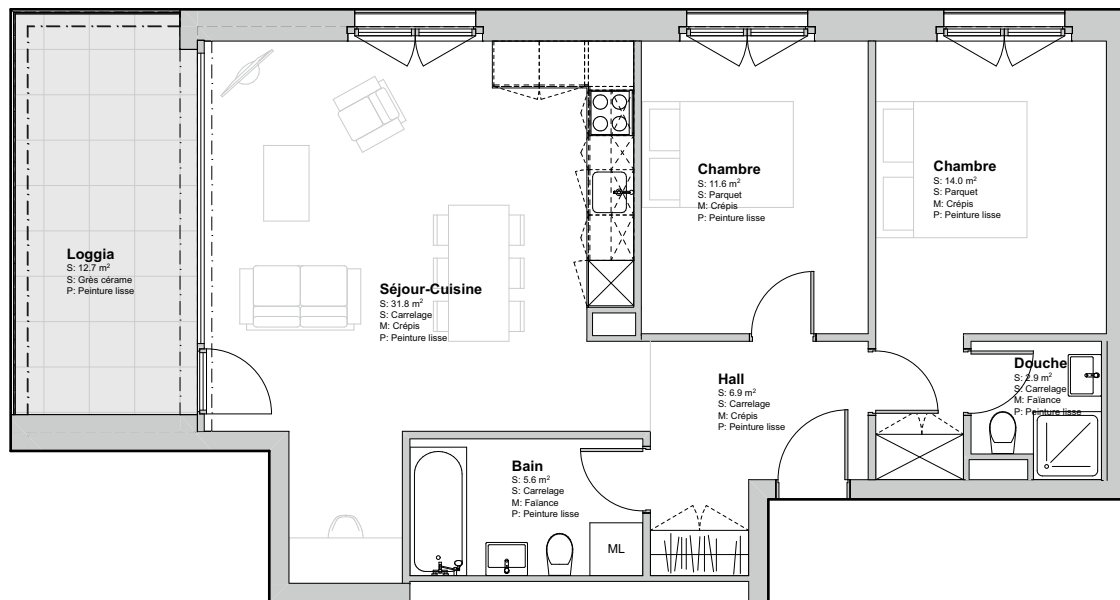 Loggia
S: 12.7 m²
S: Grès cérame
P: Peinture lisse
Séjour-Cuisine
S: 31.8 m²
S: Carrelage
M: Crépis
P: Peinture lisse
Chambre
S: 11.6 m²
S: Parquet
M: Crépis
P: Peinture lisse
Chambre
S: 14.0 m²
S: Parquet
M: Crépis
P: Peinture lisse
Hall
S: 6.9 m²
S: Carrelage
M: Crépis
P: Peinture lisse
Douche
S: 2.9 m²
S: Carrelage
M: Faïance
P: Peinture lisse
Bain
S: 5.6 m²
S: Carrelage
M: Faïance
P: Peinture lisse
ML